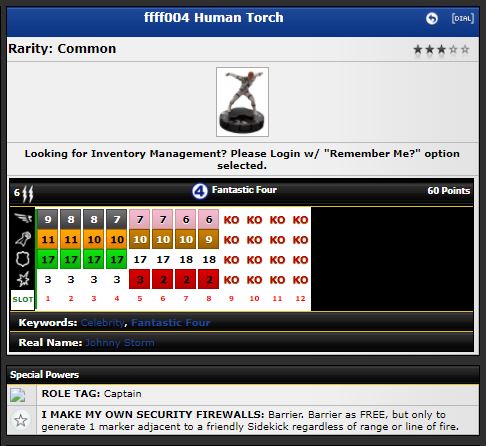 ffff004 Human Torch
[DIAL]
Rarity: Common
Looking for Inventory Management? Please Login w/ "Remember Me?" option
selected.
6 4 Fantastic Four 60 Points
9 8 8 7 7 7 6 6 KO KO KO KO
11 11 10 10 10 10 10 9 KO KO KO KO
17 17 17 17 17 17 18 18 KO KO KO KO
3 3 3 3 3 2 2 2 KO KO KO KO
SLOT 1 2 3 4 5 6 7 8 9 10 11 12
Keywords: Celebrity, Fantastic Four
Real Name: Johnny Storm
Special Powers
ROLE TAG: Captain
I MAKE MY OWN SECURITY FIREWALLS: Barrier. Barrier as FREE, but only to
generate 1 marker adjacent to a friendly Sidekick regardless of range or line of fire.